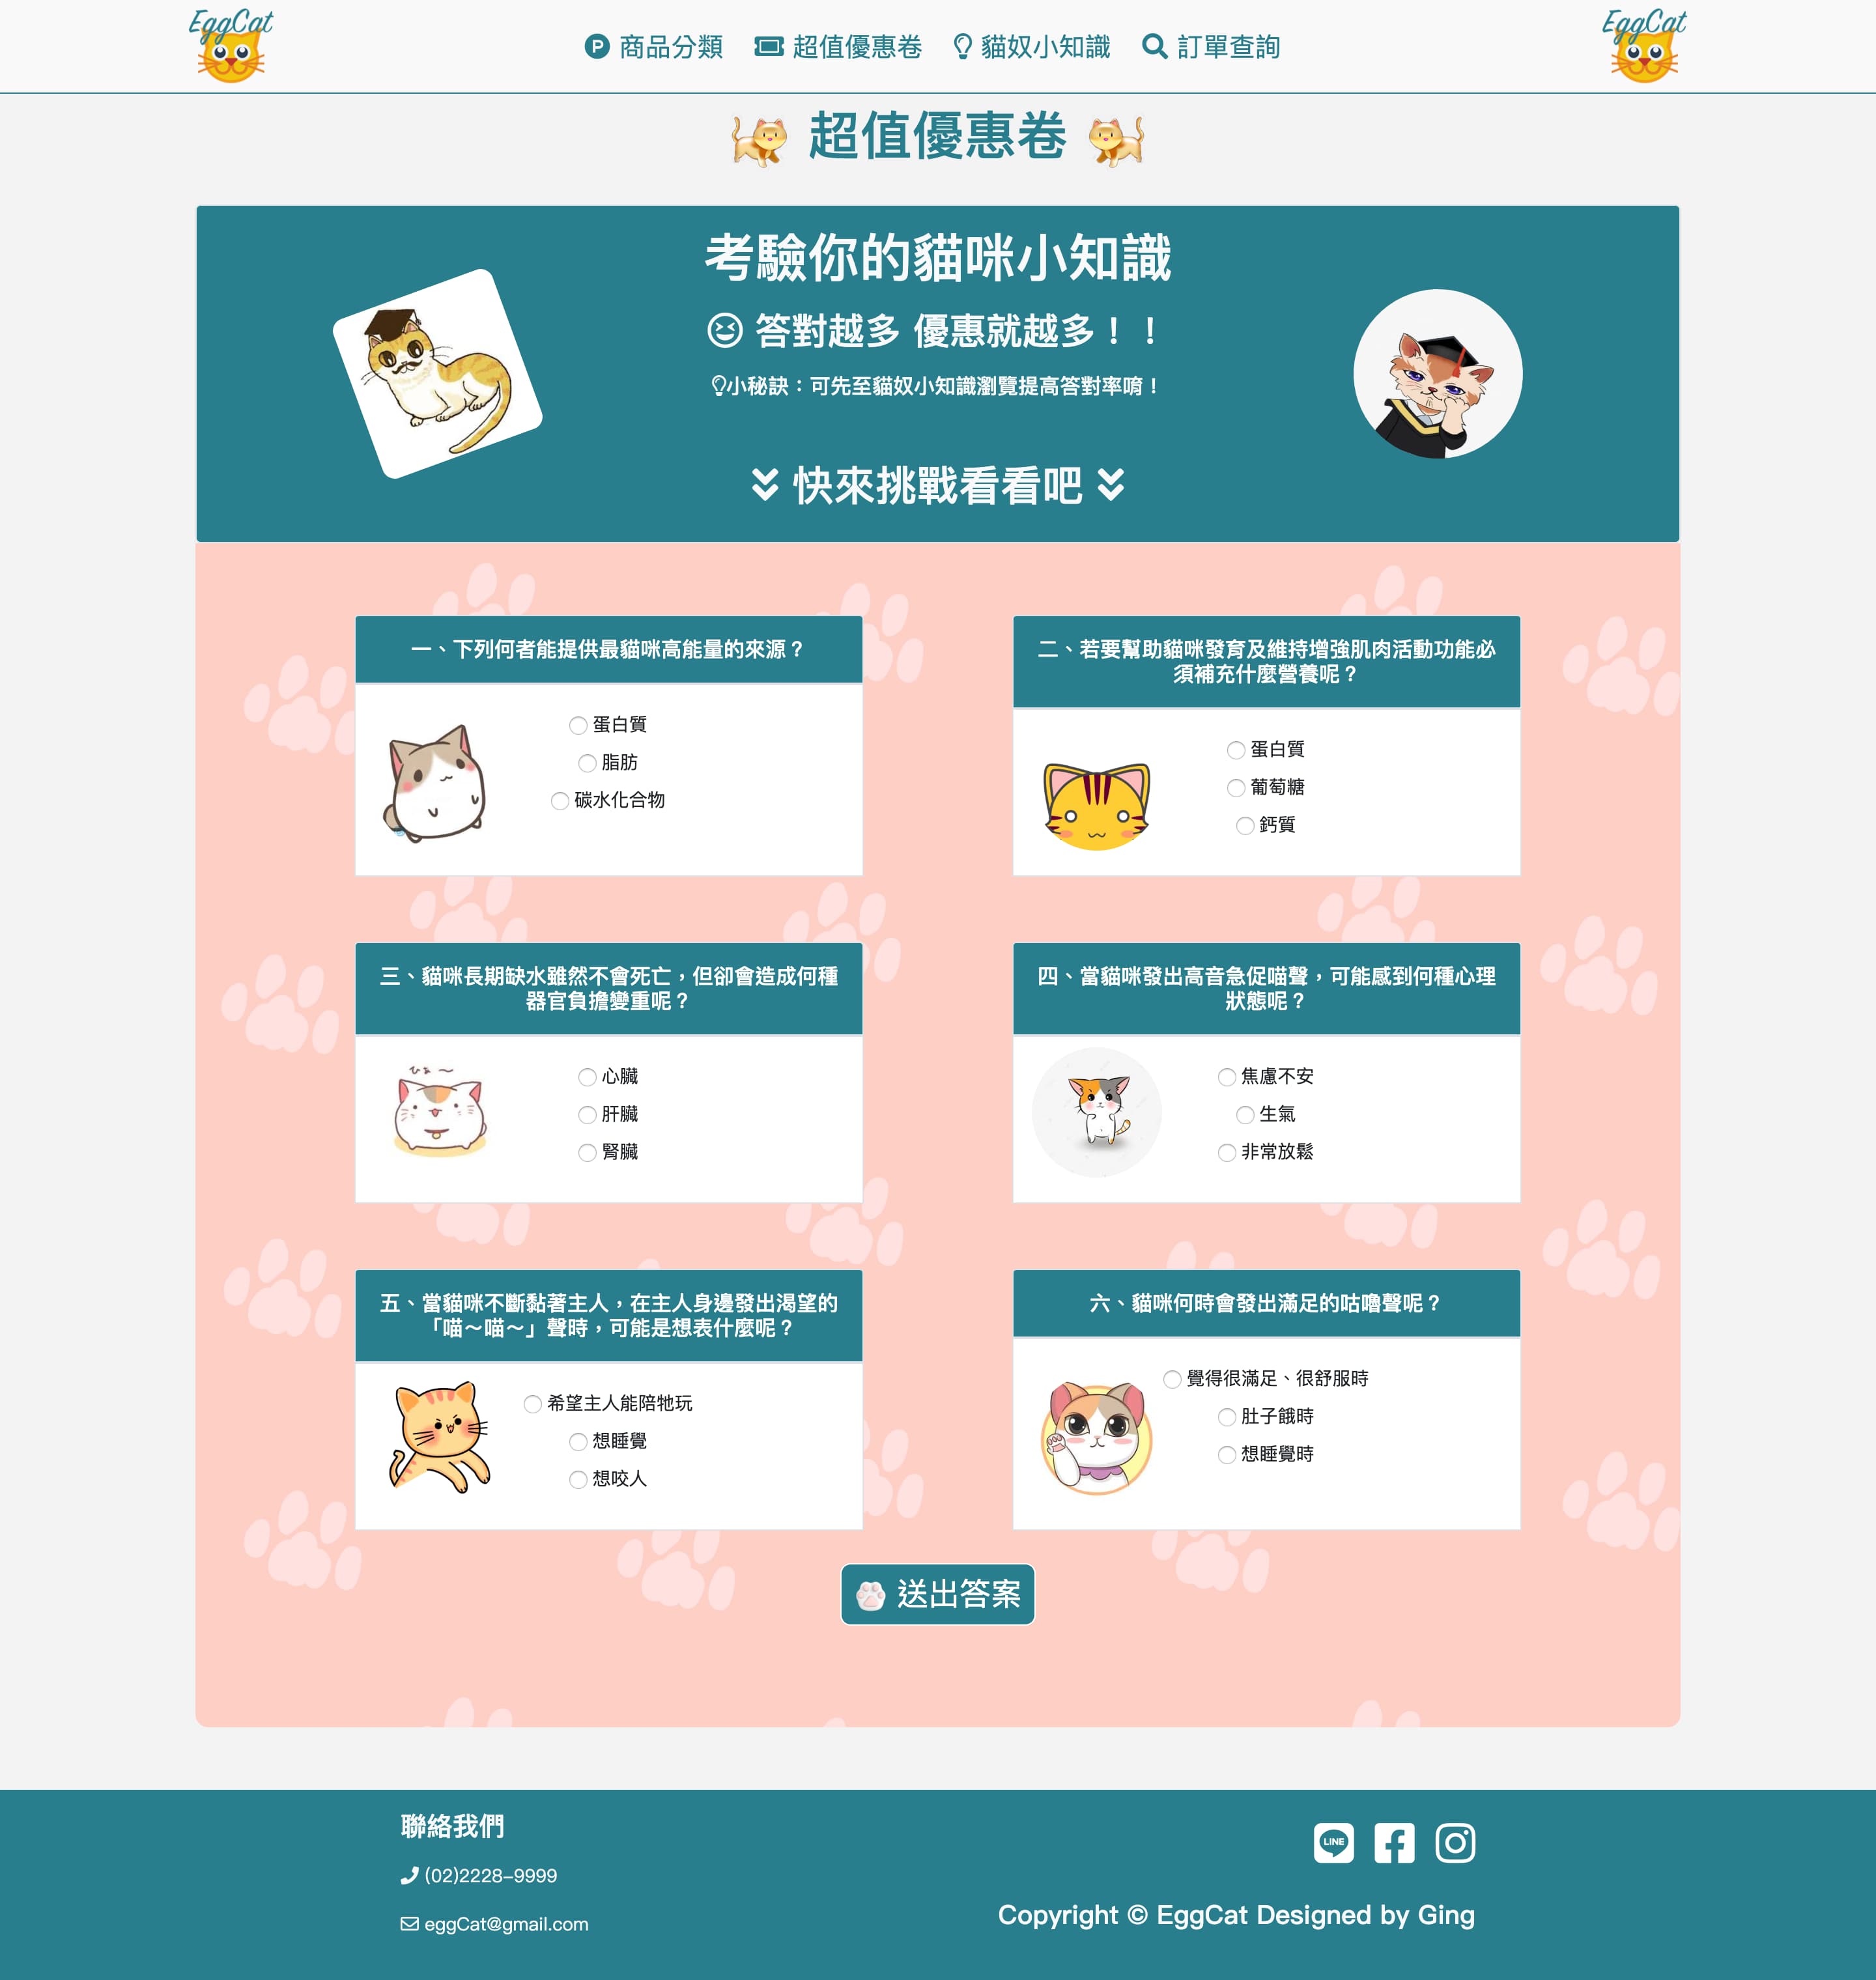 EggCat
商品分類
超值優惠卷
貓奴小知識
訂單查詢
EggCat
超值優惠卷
考驗你的貓咪小知識
答對越多 優惠就越多！！
小秘訣：可先至貓奴小知識瀏覽提高答對率唷！
快來挑戰看看吧
一、下列何者能提供最貓咪高能量的來源？
蛋白質
脂肪
碳水化合物
二、若要幫助貓咪發育及維持增強肌肉活動功能必
須補充什麼營養呢？
蛋白質
葡萄糖
鈣質
三、貓咪長期缺水雖然不會死亡，但卻會造成何種
器官負擔變重呢？
ひょ～
心臟
肝臟
腎臟
四、當貓咪發出高音急促喵聲，可能感到何種心理
狀態呢？
焦慮不安
生氣
非常放鬆
五、當貓咪不斷黏著主人，在主人身邊發出渴望的
「喵～喵～」聲時，可能是想表什麼呢？
希望主人能陪牠玩
想睡覺
想咬人
六、貓咪何時會發出滿足的咕嚕聲呢？
覺得很滿足、很舒服時
肚子餓時
想睡覺時
送出答案
聯絡我們
(02)2228-9999
eggCat@gmail.com
LINE
Copyright © EggCat Designed by Ging